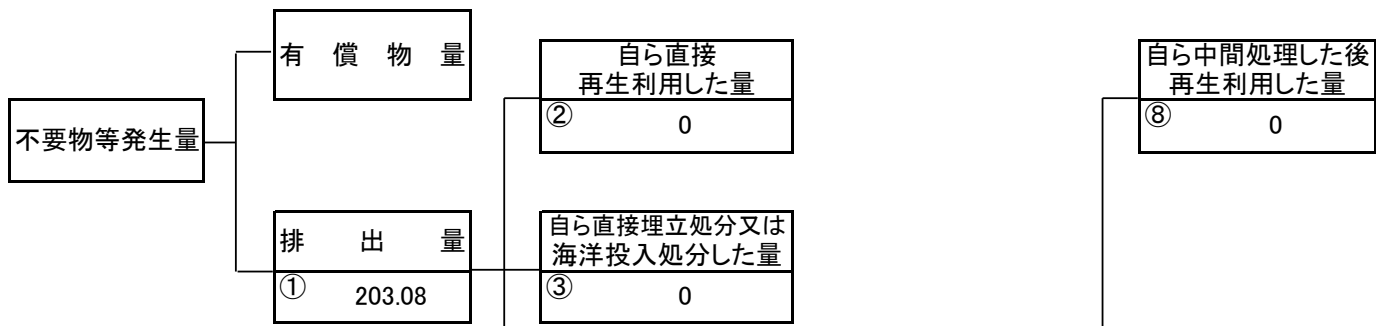 有償物量
自ら直接
再生利用した量
② 0
自ら中間処理した後
再生利用した量
⑧ 0
不要物等発生量
排出量
① 203.08
自ら直接埋立処分又は
海洋投入処分した量
③ 0